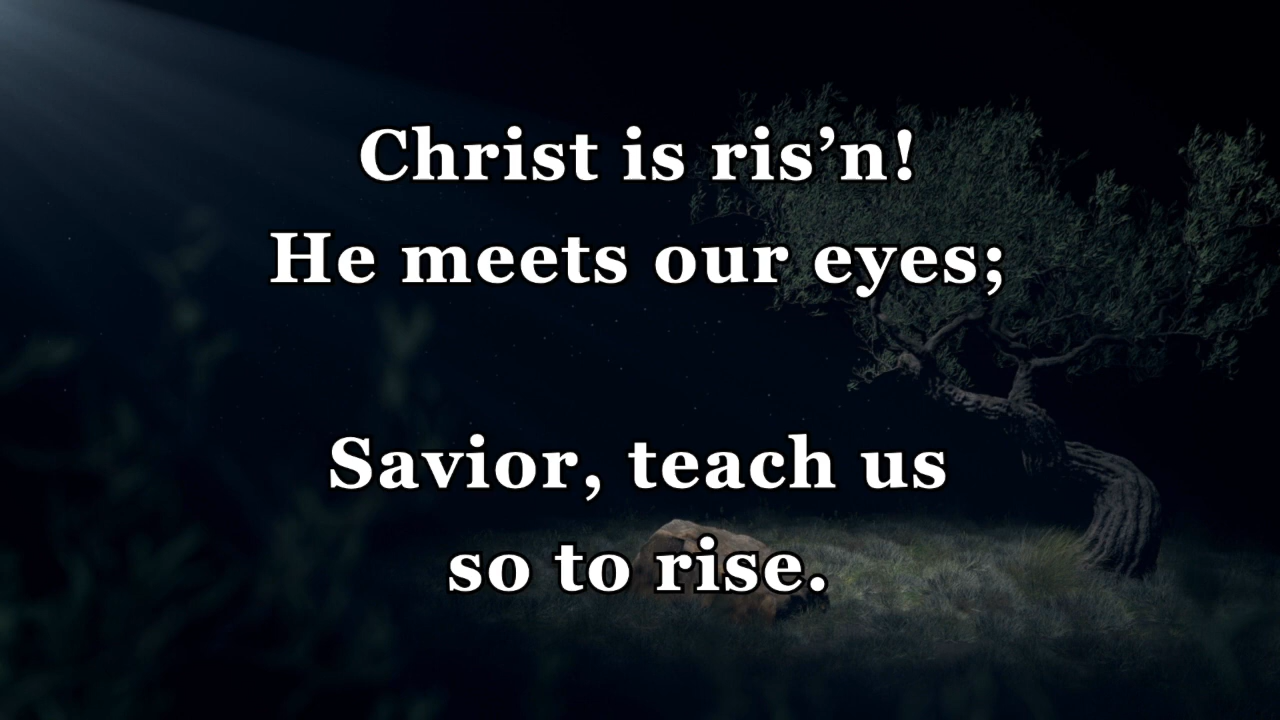 Christ is ris’n!
He meets our eyes;
Savior, teach us
so to rise.